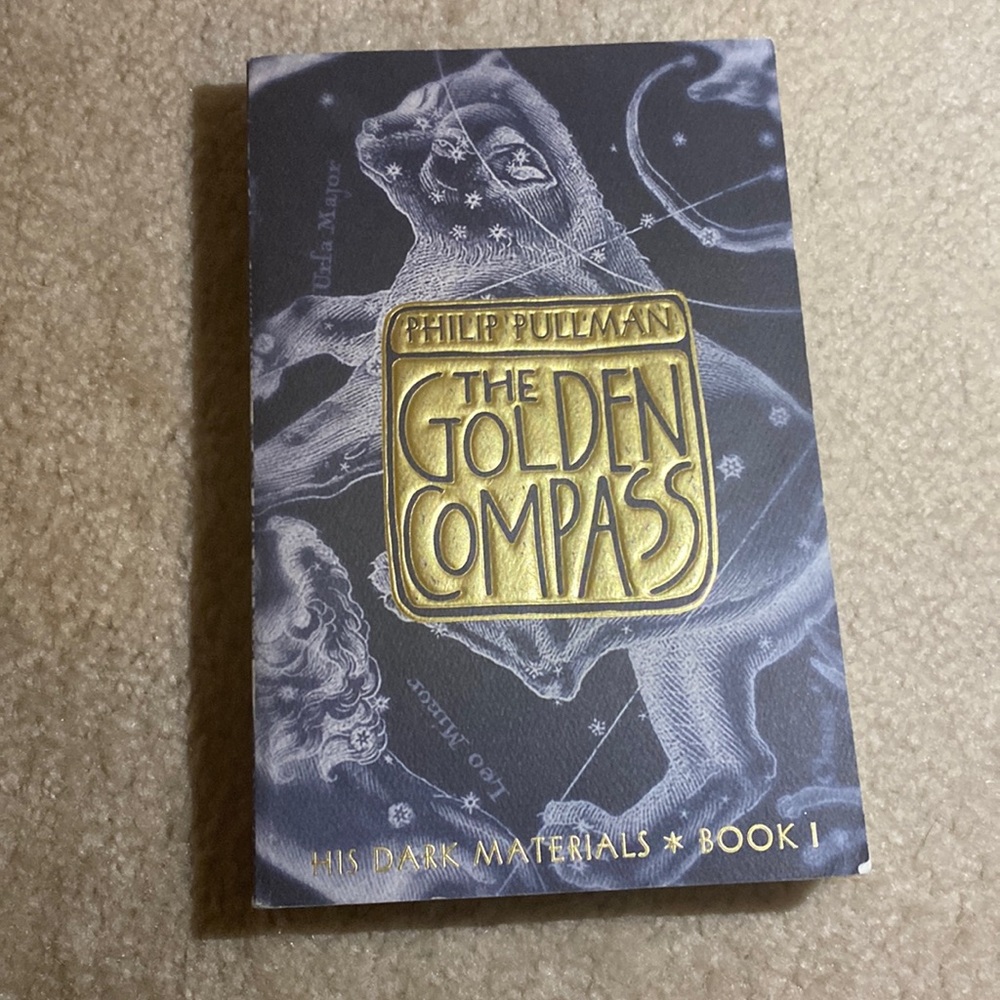 Urſa Major
PHILIP PULLMAN
THE
GOLDEN
COMPASS
Leo Minor
HIS DARK MATERIALS * BOOK I